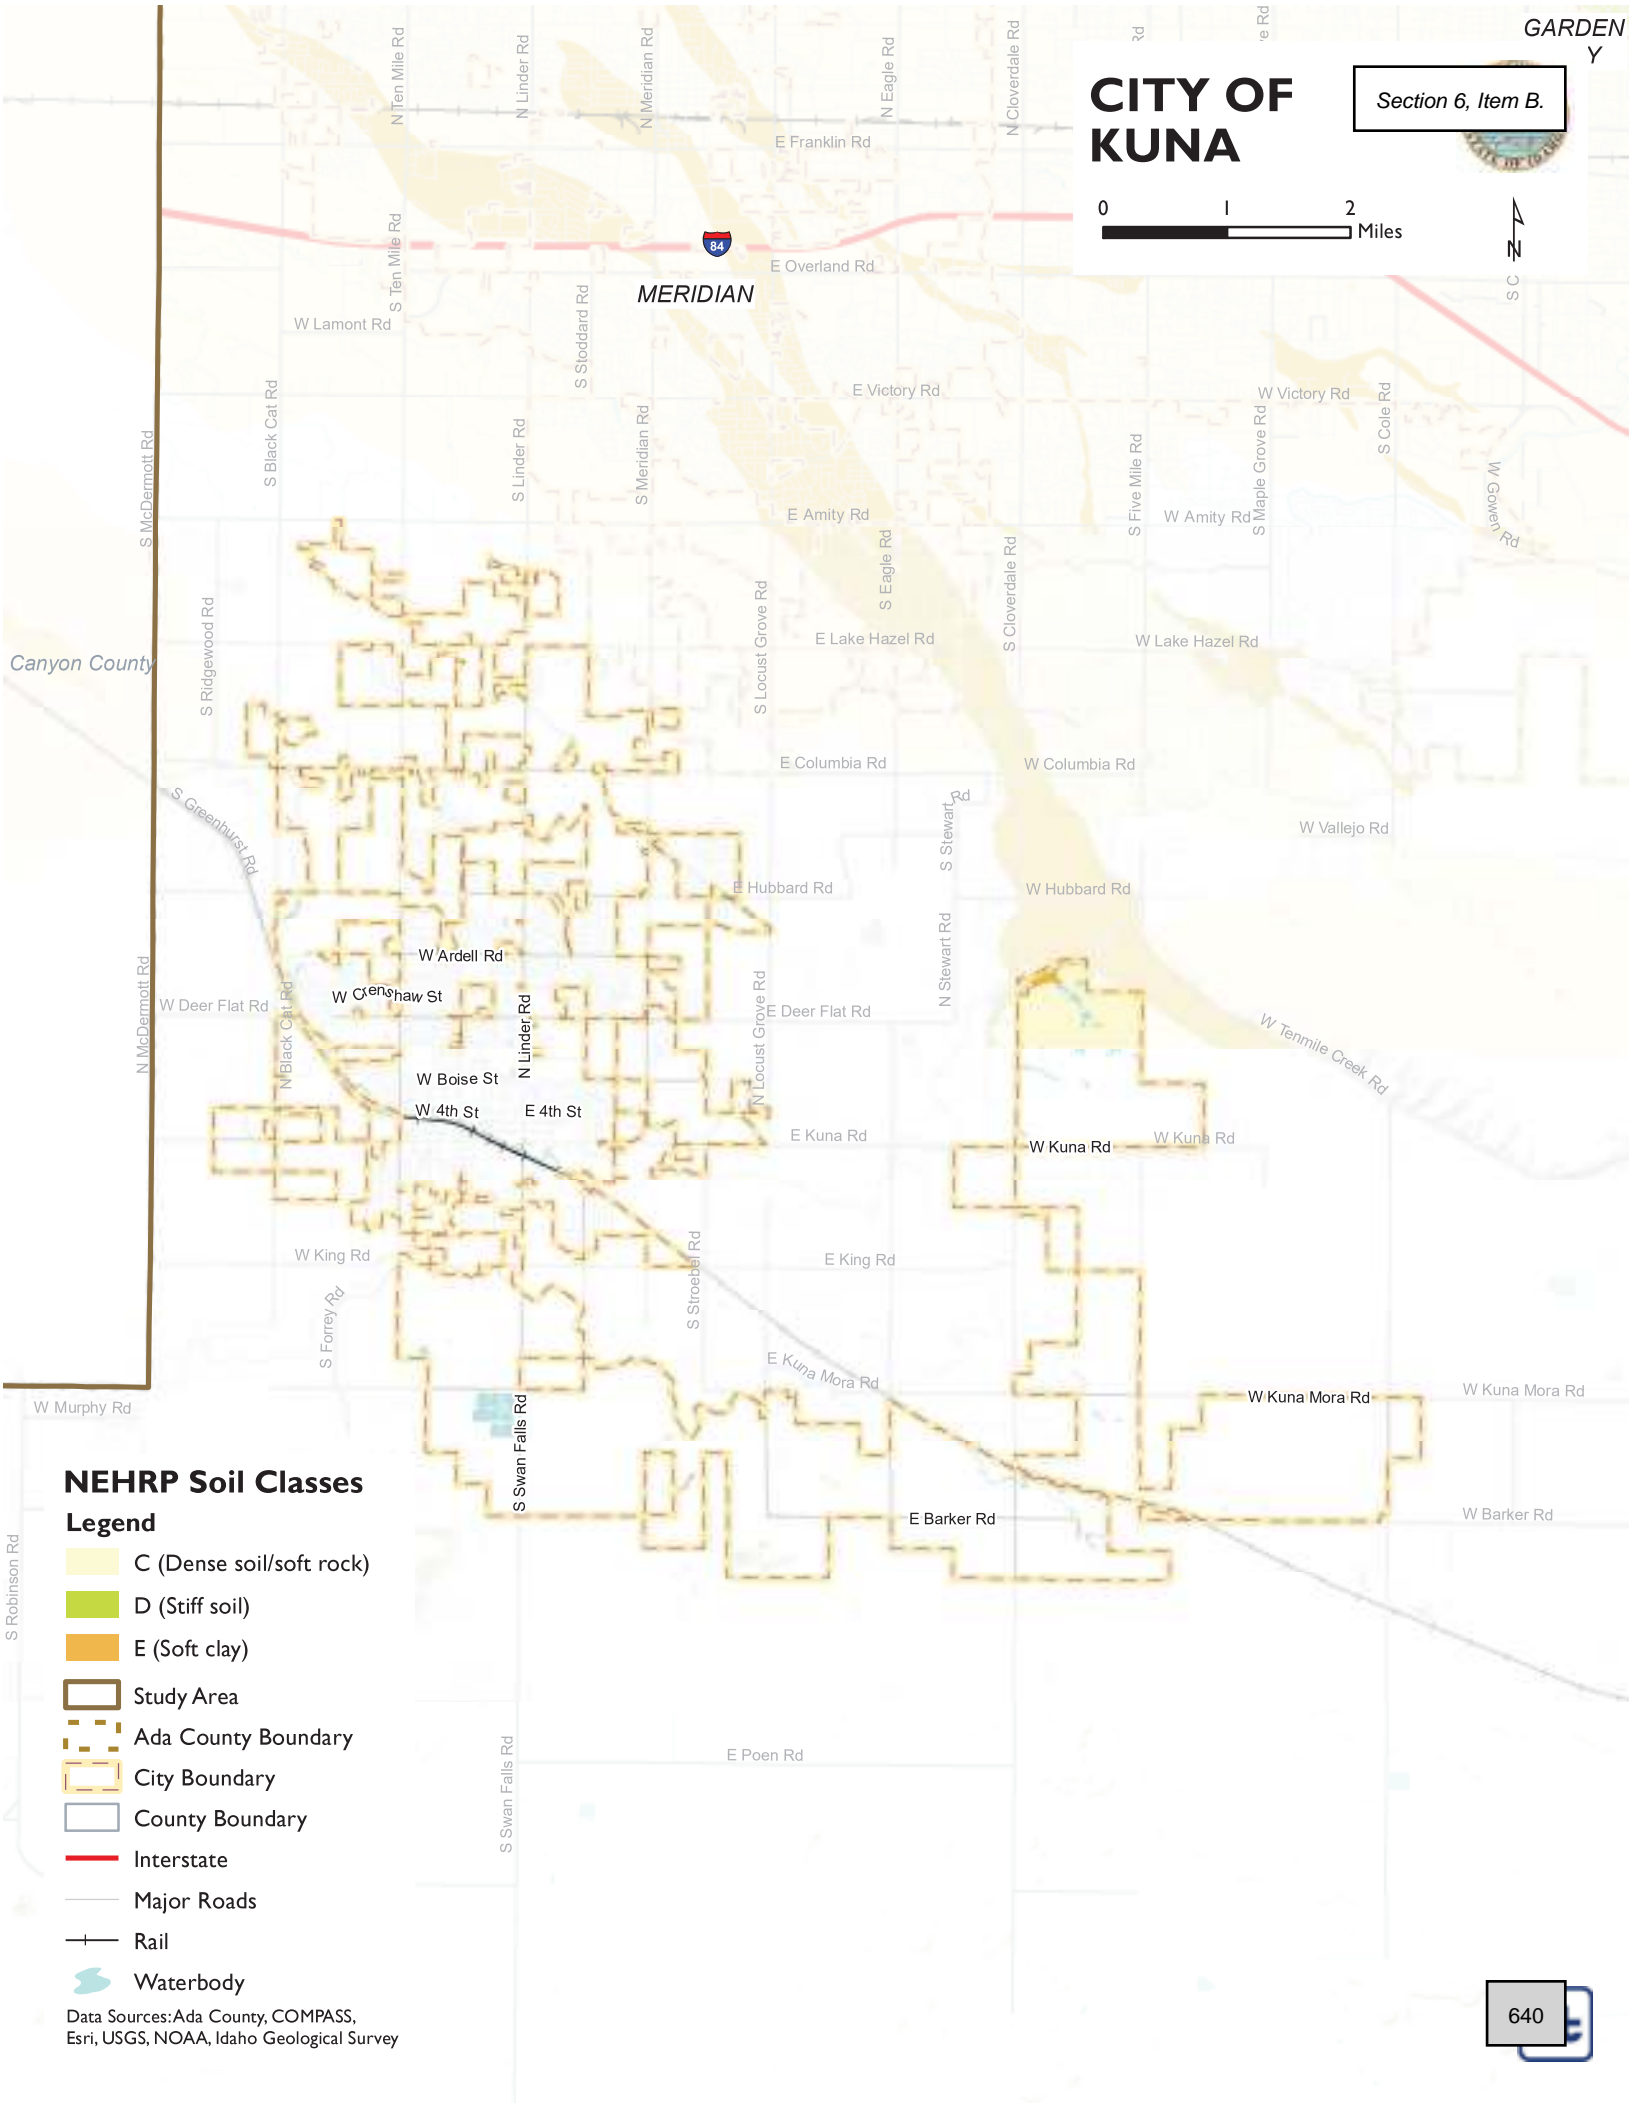 GARDEN
Y
CITY OF
KUNA
Section 6, Item B.
STATE OF IDAHO
0 1 2
Miles
N
N Ten Mile Rd
N Linder Rd
N Meridian Rd
N Eagle Rd
N Cloverdale Rd
Rd
ve Rd
E Franklin Rd
S Ten Mile Rd
84
E Overland Rd
MERIDIAN
S C
W Lamont Rd
S Stoddard Rd
E Victory Rd
W Victory Rd
S Cole Rd
S Black Cat Rd
S Linder Rd
S Meridian Rd
S McDermott Rd
S Five Mile Rd
S Maple Grove Rd
W Gowen Rd
E Amity Rd
W Amity Rd
S Eagle Rd
S Cloverdale Rd
S Locust Grove Rd
S Ridgewood Rd
E Lake Hazel Rd
W Lake Hazel Rd
Canyon County
E Columbia Rd
W Columbia Rd
S Greenhurst Rd
S Stewart Rd
W Vallejo Rd
E Hubbard Rd
W Hubbard Rd
W Ardell Rd
N Stewart Rd
W Crenshaw St
N McDermott Rd
W Deer Flat Rd
N Black Cat Rd
N Linder Rd
N Locust Grove Rd
E Deer Flat Rd
W Tenmile Creek Rd
W Boise St
W 4th St
E 4th St
E Kuna Rd
W Kuna Rd
W Kuna Rd
W King Rd
S Stroebel Rd
E King Rd
S Forrey Rd
E Kuna Mora Rd
W Kuna Mora Rd
W Kuna Mora Rd
W Murphy Rd
S Swan Falls Rd
E Barker Rd
W Barker Rd
S Robinson Rd
NEHRP Soil Classes
Legend
C (Dense soil/soft rock)
D (Stiff soil)
E (Soft clay)
Study Area
Ada County Boundary
City Boundary
County Boundary
Interstate
Major Roads
Rail
Waterbody
Data Sources: Ada County, COMPASS,
Esri, USGS, NOAA, Idaho Geological Survey
E Poen Rd
S Swan Falls Rd
640